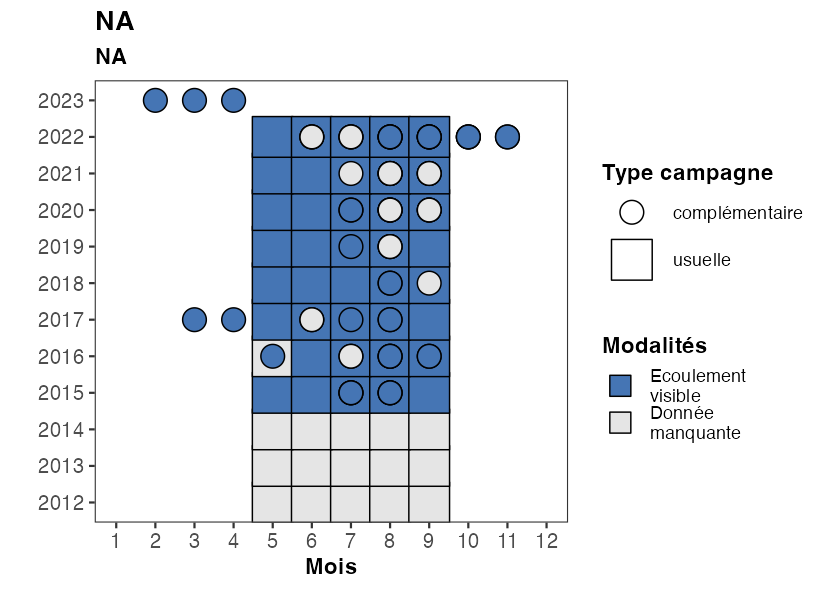 NA
NA
2023
2022
2021
2020
2019
2018
2017
2016
2015
2014
2013
2012
1 2 3 4 5 6 7 8 9 10 11 12
Mois
Type campagne
complémentaire
usuelle
Modalités
Ecoulement
visible
Donnée
manquante